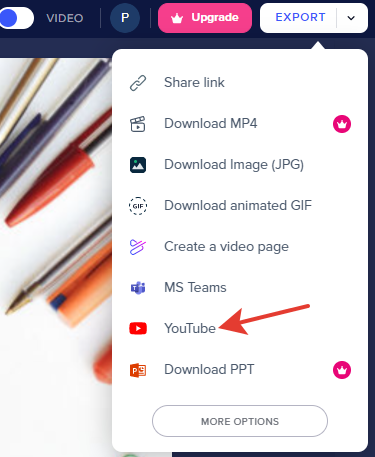 VIDEO
P
Upgrade
EXPORT
Share link
Download MP4
Download Image (JPG)
GIF
Download animated GIF
Create a video page
MS Teams
YouTube
Download PPT
MORE OPTIONS